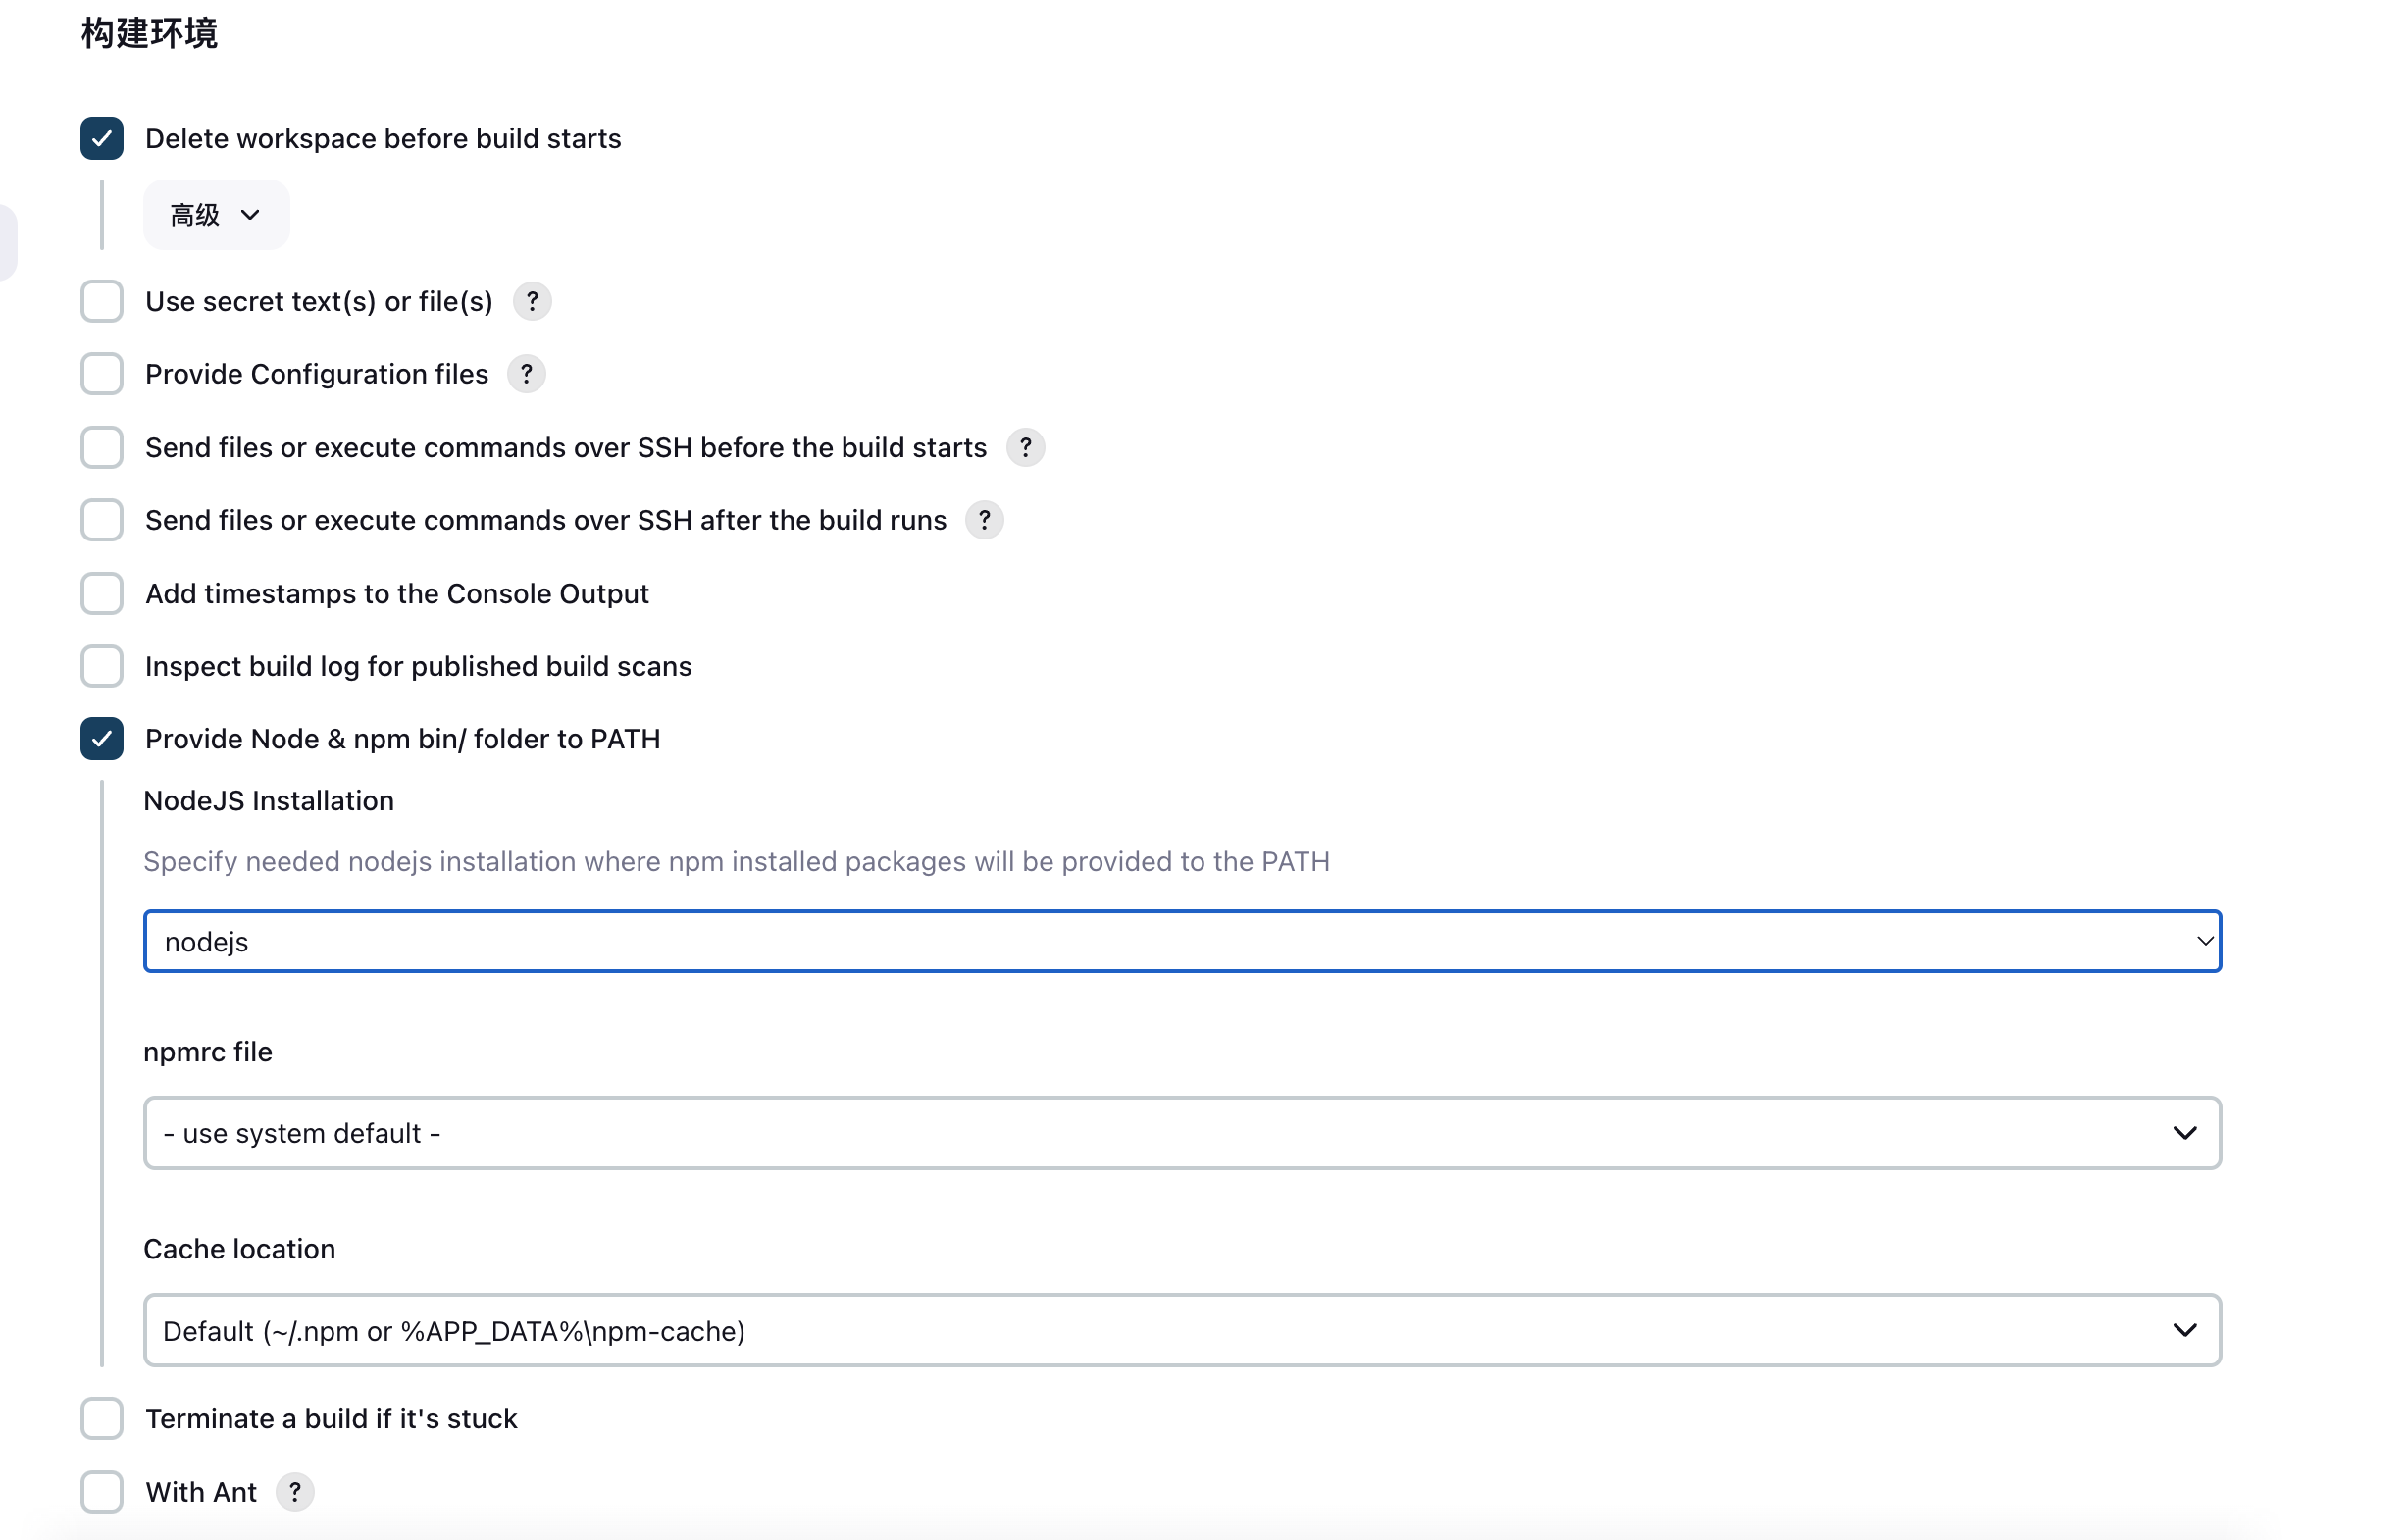 构建环境
Delete workspace before build starts
高级
Use secret text(s) or file(s) ?
Provide Configuration files ?
Send files or execute commands over SSH before the build starts ?
Send files or execute commands over SSH after the build runs ?
Add timestamps to the Console Output
Inspect build log for published build scans
Provide Node & npm bin/ folder to PATH
NodeJS Installation
Specify needed nodejs installation where npm installed packages will be provided to the PATH
nodejs
npmrc file
- use system default -
Cache location
Default (~/.npm or %APP_DATA%\npm-cache)
Terminate a build if it's stuck
With Ant ?